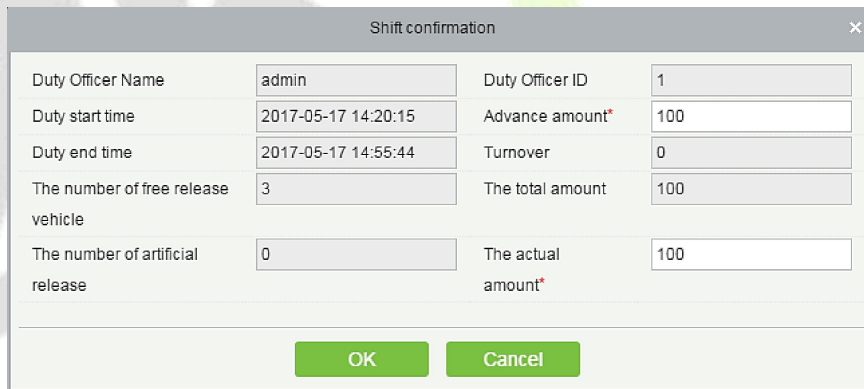 Shift confirmation ×
Duty Officer Name admin Duty Officer ID 1
Duty start time 2017-05-17 14:20:15 Advance amount* 100
Duty end time 2017-05-17 14:55:44 Turnover 0
The number of free release 3 The total amount 100
vehicle
The number of artificial 0 The actual 100
release amount*
OK Cancel